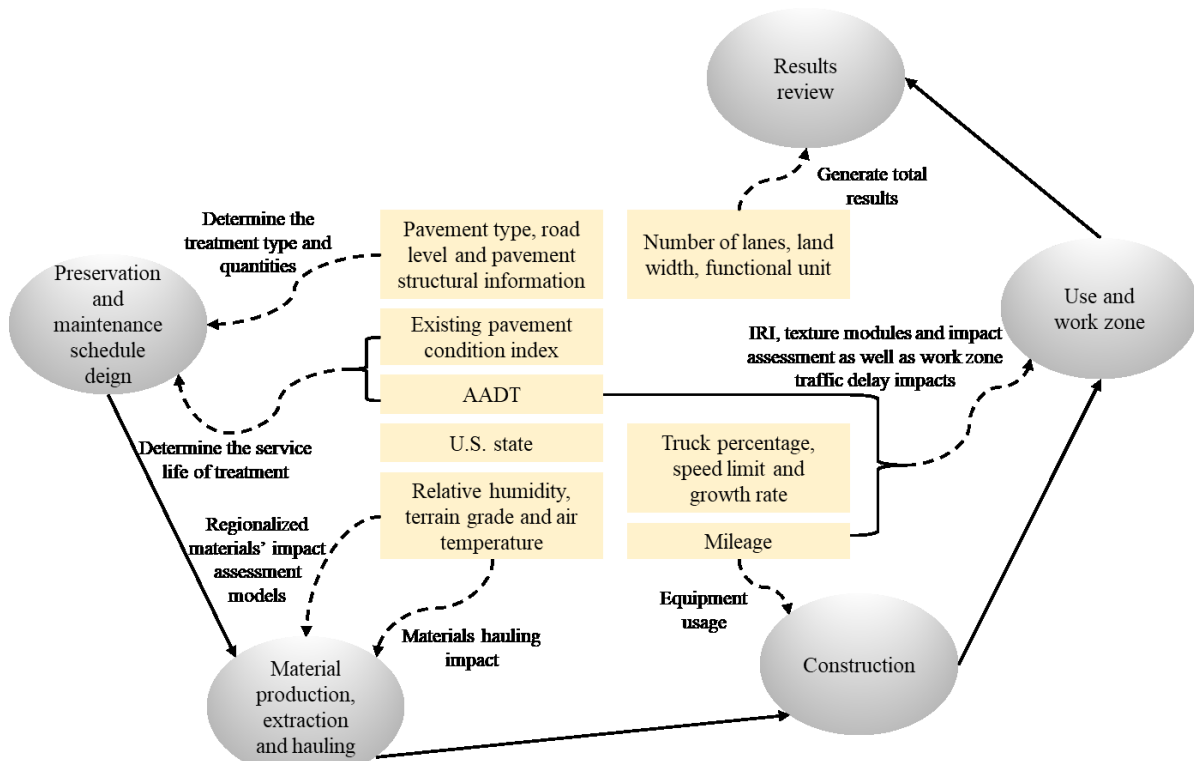 Results
review
Generate total
results
Determine the
treatment type and
quantities
Pavement type, road
level and pavement
structural information
Number of lanes, land
width, functional unit
Preservation
and
maintenance
schedule
deign
Existing pavement
condition index
AADT
Use and
work zone
IRI, texture modules and impact
assessment as well as work zone
traffic delay impacts
Determine the service
life of treatment
U.S. state
Truck percentage,
speed limit and
growth rate
Relative humidity,
terrain grade and air
temperature
Mileage
Regionalized
materials’ impact
assessment
models
Materials hauling
impact
Equipment
usage
Material
production,
extraction
and hauling
Construction